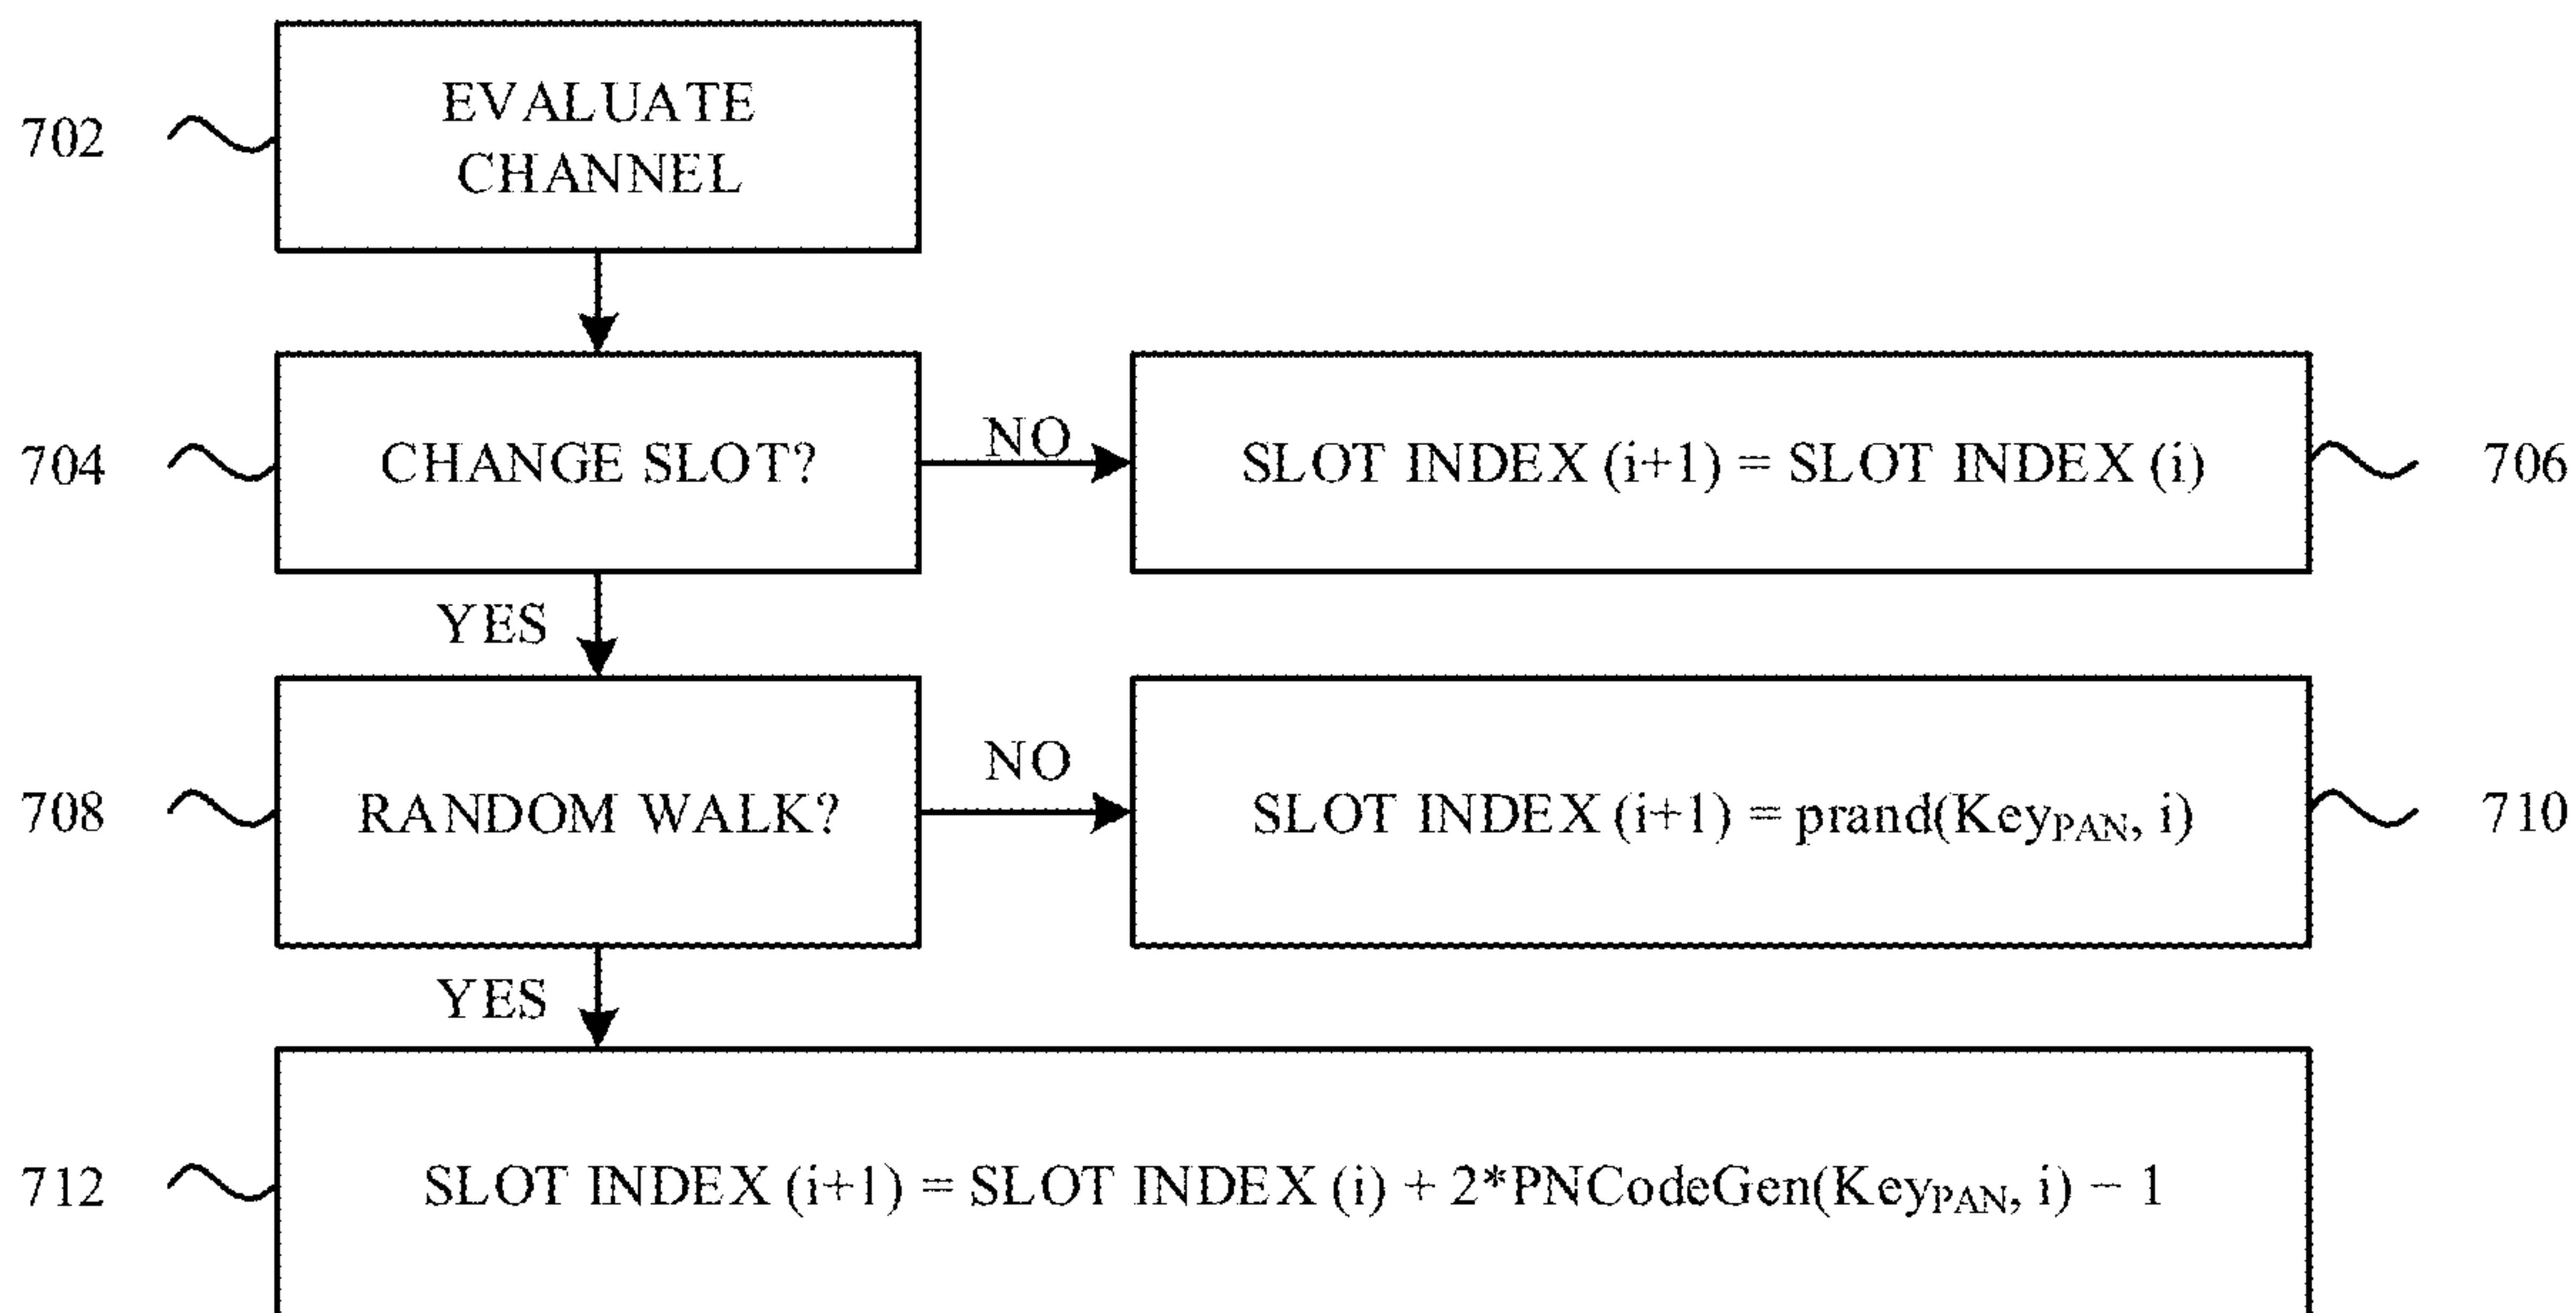 702
EVALUATE
CHANNEL
704
CHANGE SLOT?
NO
SLOT INDEX (i+1) = SLOT INDEX (i)
706
YES
708
RANDOM WALK?
NO
SLOT INDEX (i+1) = prand(KeyPAN, i)
710
YES
712
SLOT INDEX (i+1) = SLOT INDEX (i) + 2*PNCodeGen(KeyPAN, i) − 1